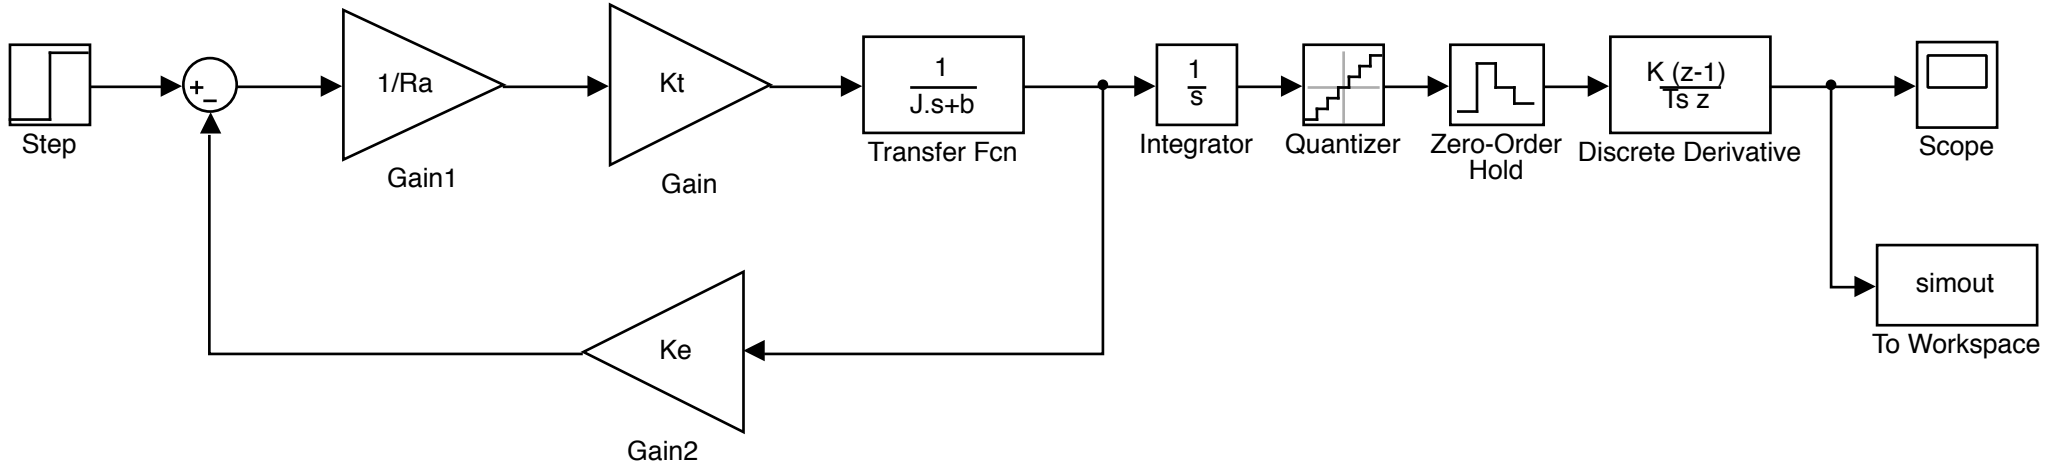 Step
+
−
1/Ra
Gain1
Kt
Gain
1
J.s+b
Transfer Fcn
1
s
Integrator
Quantizer
Zero-Order
Hold
K (z-1)
Ts z
Discrete Derivative
Scope
simout
To Workspace
Ke
Gain2